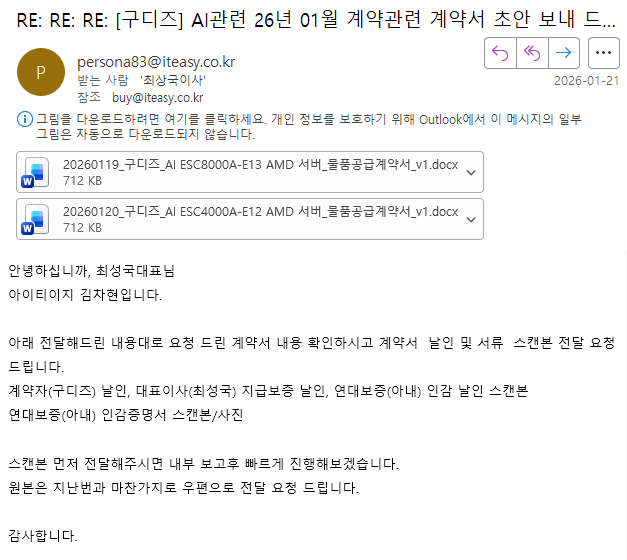 RE: RE: RE: [구디즈] AI관련 26년 01월 계약관련 계약서 초안 보내 드...
P
persona83@iteasy.co.kr
받는 사람 '최상국이사'
참조 buy@iteasy.co.kr
2026-01-21
그림을 다운로드하려면 여기를 클릭하세요. 개인 정보를 보호하기 위해 Outlook에서 이 메시지의 일부
그림은 자동으로 다운로드되지 않습니다.
20260119_구디즈_AI ESC8000A-E13 AMD 서버_물품공급계약서_v1.docx
712 KB
20260120_구디즈_AI ESC4000A-E12 AMD 서버_물품공급계약서_v1.docx
712 KB
안녕하십니까, 최성국대표님
아이티이지 김차현입니다.
아래 전달해드린 내용대로 요청 드린 계약서 내용 확인하시고 계약서 날인 및 서류 스캔본 전달 요청
드립니다.
계약자(구디즈) 날인, 대표이사(최성국) 지급보증 날인, 연대보증(아내) 인감 날인 스캔본
연대보증(아내) 인감증명서 스캔본/사진
스캔본 먼저 전달해주시면 내부 보고후 빠르게 진행해보겠습니다.
원본은 지난번과 마찬가지로 우편으로 전달 요청 드립니다.
감사합니다.